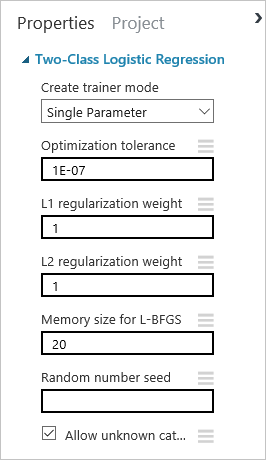 Properties Project
Two-Class Logistic Regression
Create trainer mode
Single Parameter
Optimization tolerance
1E-07
L1 regularization weight
1
L2 regularization weight
1
Memory size for L-BFGS
20
Random number seed
Allow unknown cat...